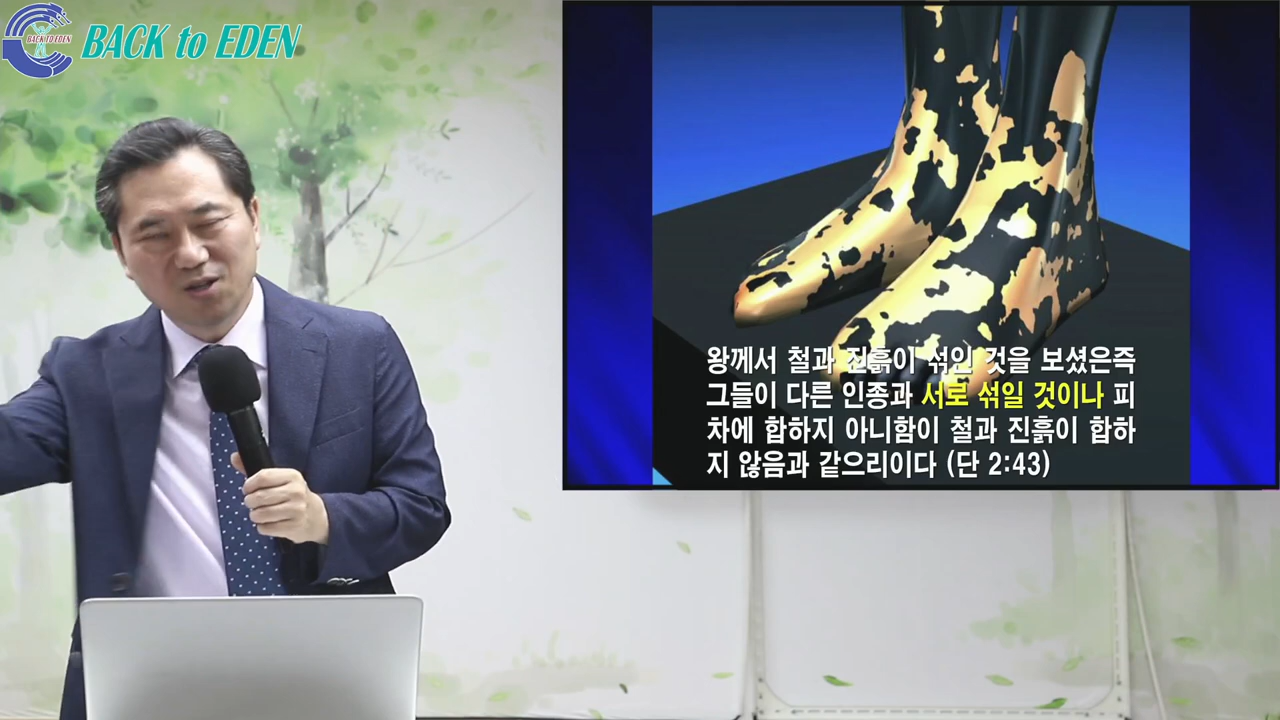 BACK TO EDEN
BACK to EDEN
왕께서 철과 진흙이 섞인 것을 보셨은즉
그들이 다른 인종과 서로 섞일 것이나 피
차에 합하지 아니함이 철과 진흙이 합하
지 않음과 같으리이다 (단 2:43)